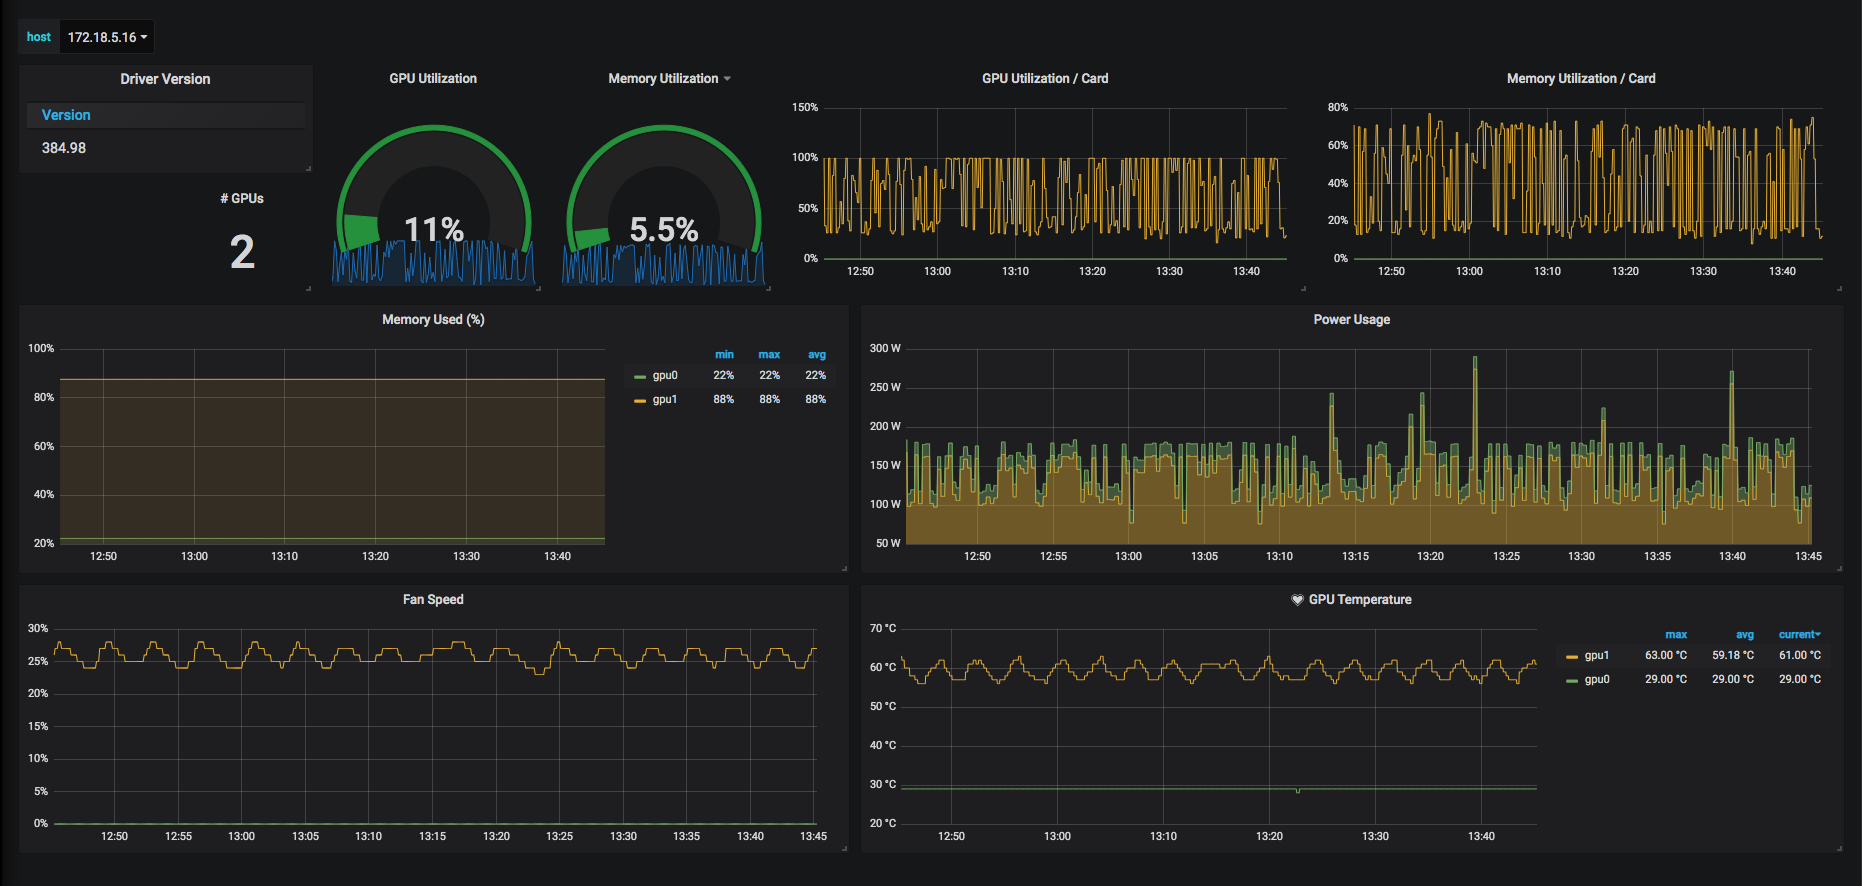 host 172.18.5.16
Driver Version
Version
384.98
# GPUs
2
GPU Utilization
11%
Memory Utilization
5.5%
GPU Utilization / Card
150%
100%
50%
0%
12:50 13:00 13:10 13:20 13:30 13:40
Memory Utilization / Card
80%
60%
40%
20%
0%
12:50 13:00 13:10 13:20 13:30 13:40
Memory Used (%)
100%
80%
60%
40%
20%
12:50 13:00 13:10 13:20 13:30 13:40
min max avg
gpu0 22% 22% 22%
gpu1 88% 88% 88%
Power Usage
300 W
250 W
200 W
150 W
100 W
50 W
12:50 12:55 13:00 13:05 13:10 13:15 13:20 13:25 13:30 13:35 13:40 13:45
Fan Speed
30%
25%
20%
15%
10%
5%
0%
12:50 12:55 13:00 13:05 13:10 13:15 13:20 13:25 13:30 13:35 13:40 13:45
GPU Temperature
70 °C
60 °C
50 °C
40 °C
30 °C
20 °C
12:50 13:00 13:10 13:20 13:30 13:40
max avg current
gpu1 63.00 °C 59.18 °C 61.00 °C
gpu0 29.00 °C 29.00 °C 29.00 °C